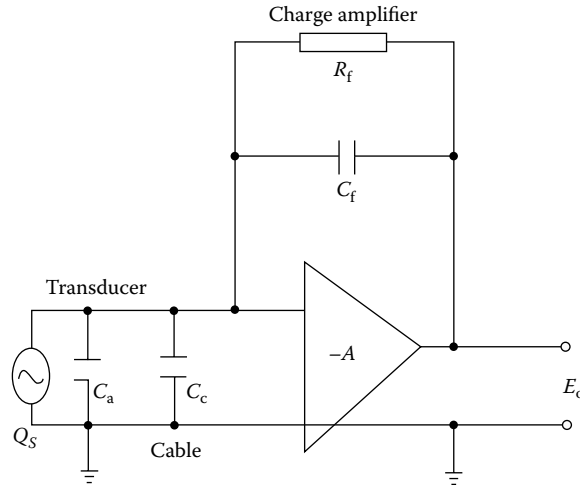 Charge amplifier
R_f
C_f
Transducer
−A
C_a
C_c
E_o
Q_S
Cable